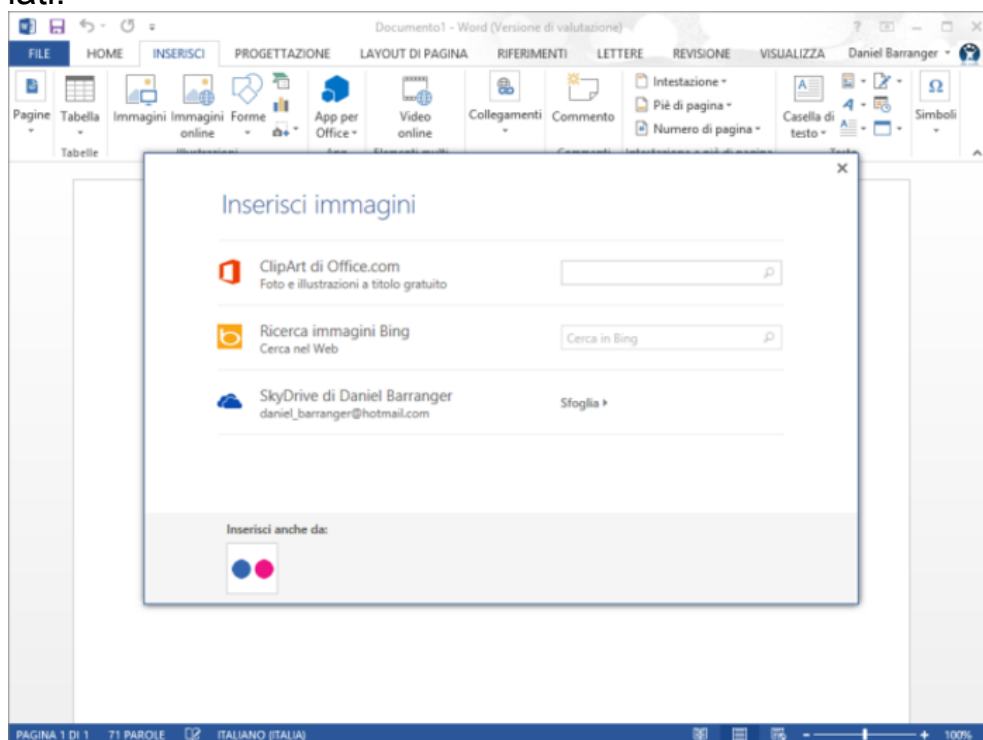 Documento1 - Word (Versione di valutazione)
FILE HOME INSERISCI PROGETTAZIONE LAYOUT DI PAGINA RIFERIMENTI LETTERE REVISIONE VISUALIZZA Daniel Barranger
Pagine Tabella Immagini Immagini online Forme App per Office Video online Collegamenti Commento
Intestazione
Piè di pagina
Numero di pagina
Casella di testo Simboli
Tabelle
Inserisci immagini
ClipArt di Office.com
Foto e illustrazioni a titolo gratuito
Ricerca immagini Bing
Cerca nel Web
Cerca in Bing
SkyDrive di Daniel Barranger
daniel_barranger@hotmail.com
Sfoglia
Inserisci anche da:
PAGINA 1 DI 1 71 PAROLE ITALIANO (ITALIA) 100%